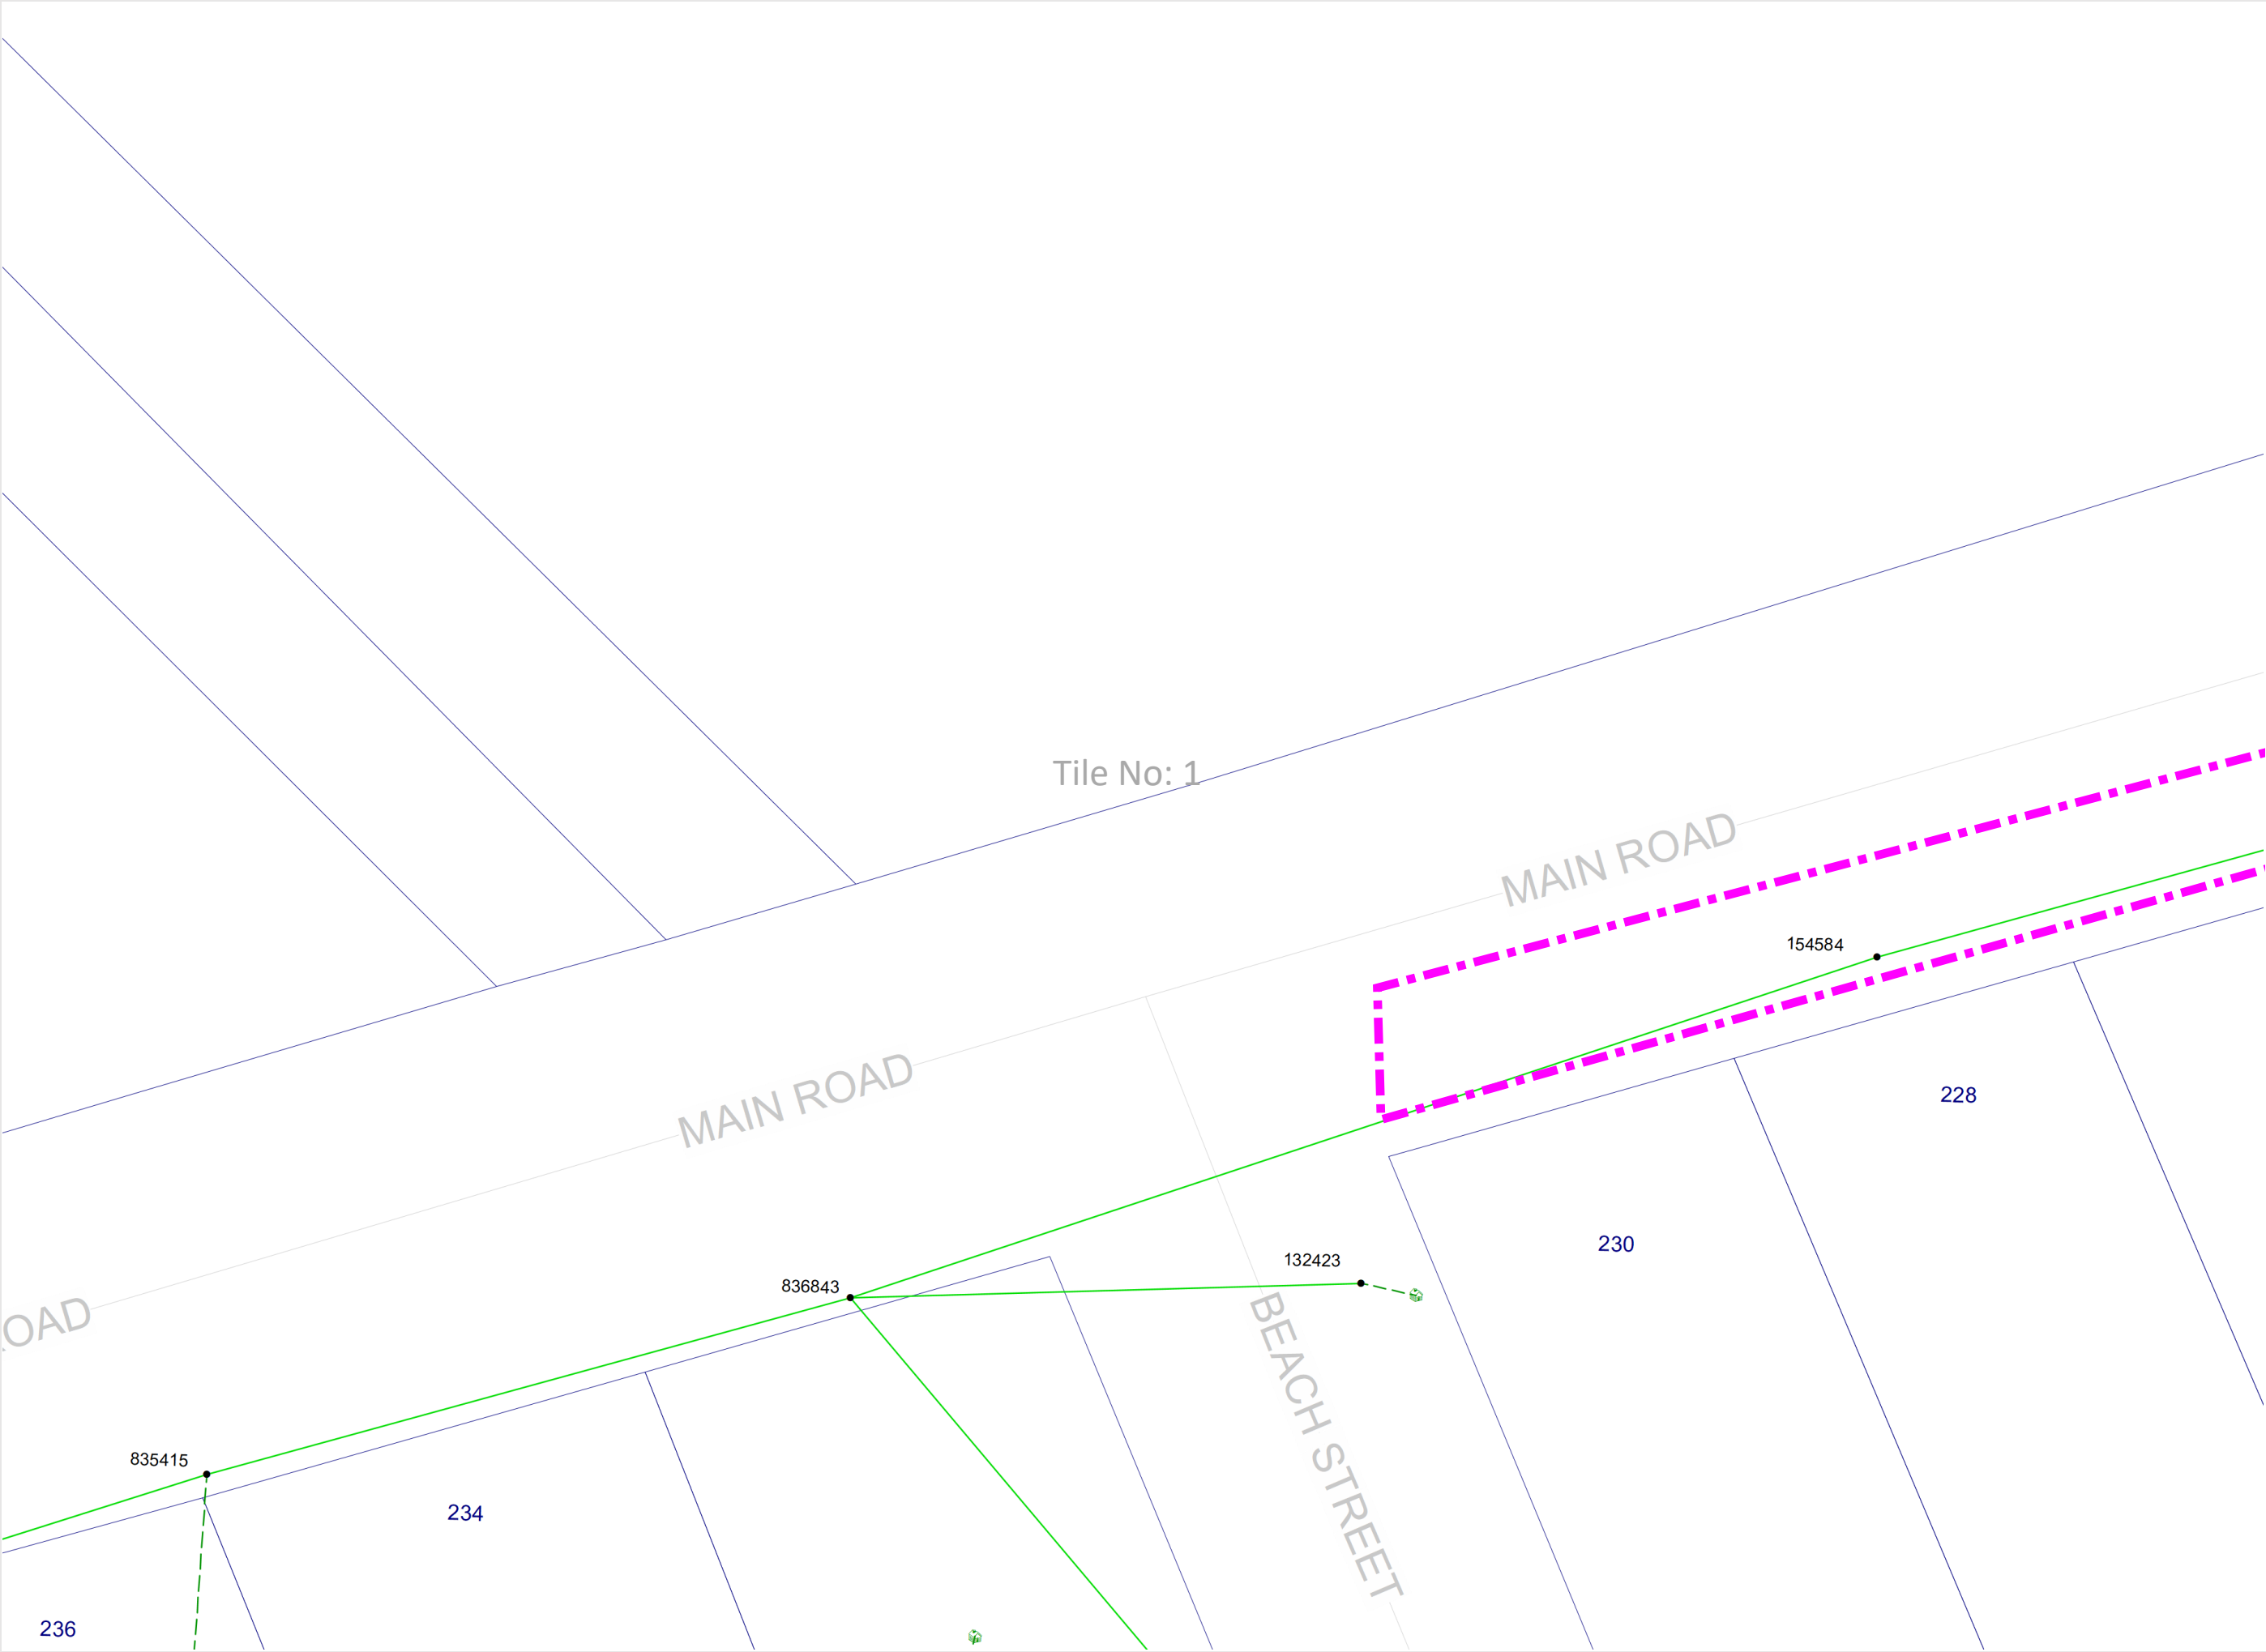 Tile No: 1
MAIN ROAD
154584
MAIN ROAD
228
230
132423
836843
OAD
BEACH STREET
835415
234
236